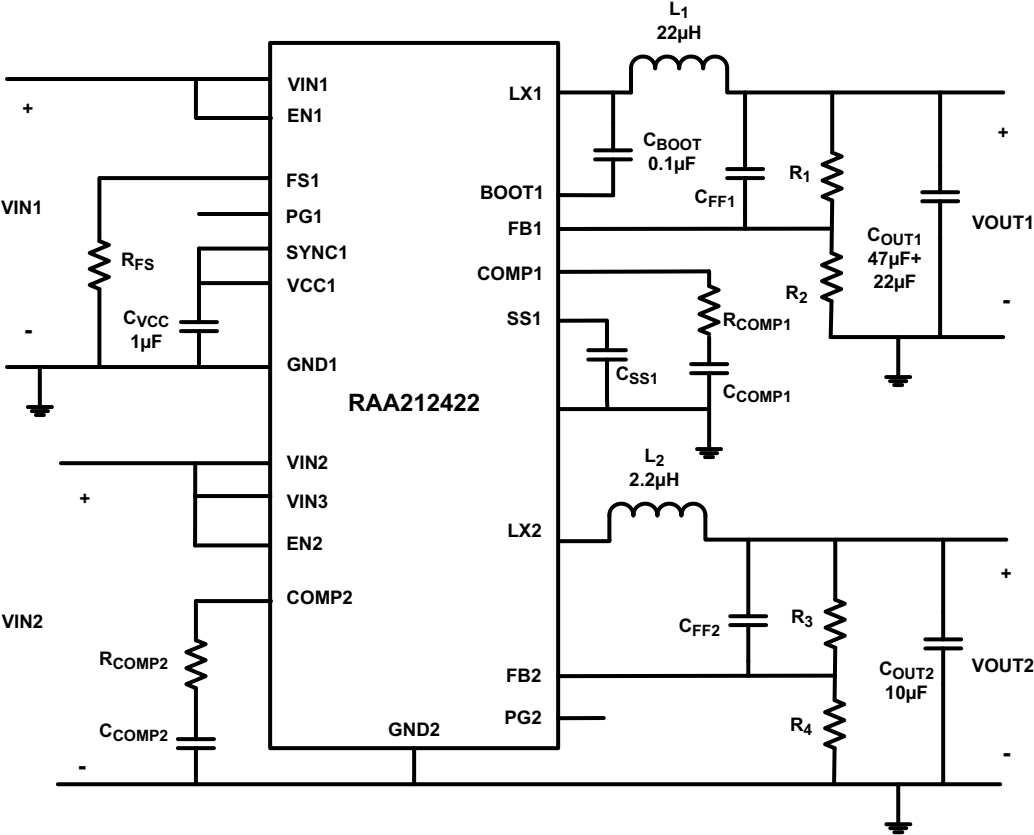 L1
22µH
VIN1
EN1
LX1
+
CBOOT
0.1µF
+
FS1
BOOT1
R1
CFF1
VIN1
PG1
FB1
VOUT1
SYNC1
COUT1
47µF+
22µF
RFS
VCC1
COMP1
R2
-
CVCC
1µF
SS1
RCOMP1
-
GND1
CSS1
CCOMP1
RAA212422
VIN2
L2
2.2µH
+
VIN3
EN2
LX2
+
COMP2
VIN2
CFF2
R3
RCOMP2
FB2
COUT2
10µF
VOUT2
PG2
R4
CCOMP2
GND2
-
-